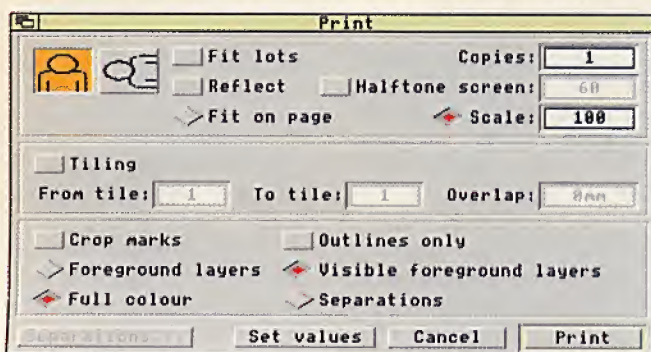 Print
Fit lots Copies: 1
Reflect Halftone screen: 60
Fit on page Scale: 100
Tiling
From tile: 1 To tile: 1 Overlap: 0mm
Crop marks Outlines only
Foreground layers Visible foreground layers
Full colour Separations
Separations... Set values Cancel Print